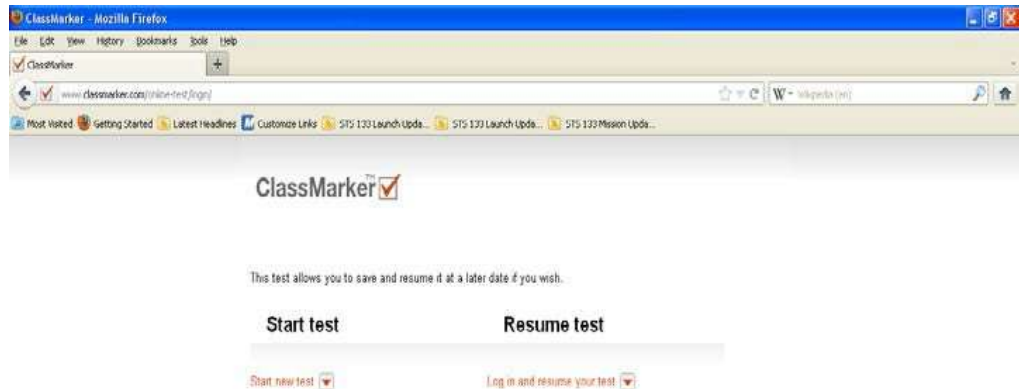 ClassMarker - Mozilla Firefox
File Edit View History Bookmarks Tools Help
ClassMarker
www.classmarker.com/online-test/login/ W Wikipedia (en)
Most Visited Getting Started Latest Headlines Customize Links STS 133 Launch Upda... STS 133 Launch Upda... STS 133 Mission Upda...
ClassMarker™
This test allows you to save and resume it at a later date if you wish.
Start test Resume test
Start new test Log in and resume your test